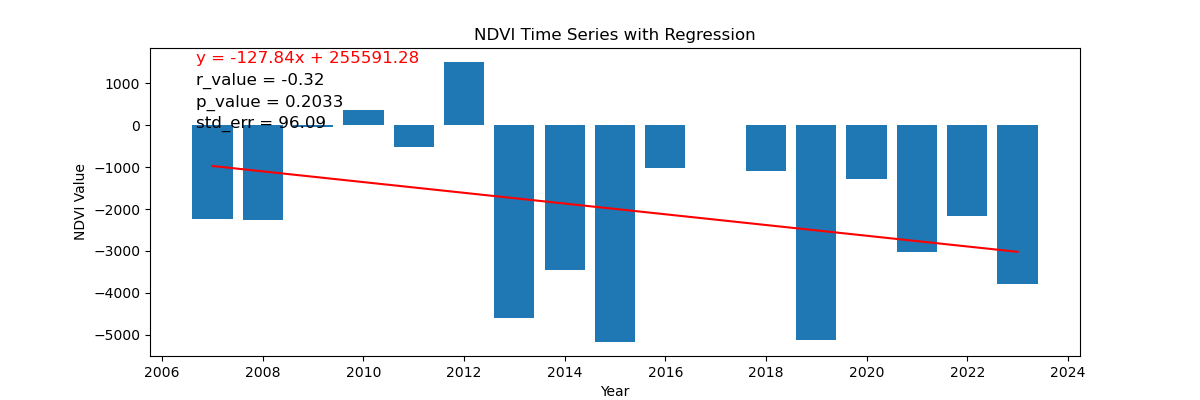 NDVI Time Series with Regression
y = -127.84x + 255591.28
r_value = -0.32
p_value = 0.2033
std_err = 96.09
1000
0
−1000
−2000
−3000
−4000
−5000
NDVI Value
2006 2008 2010 2012 2014 2016 2018 2020 2022 2024
Year